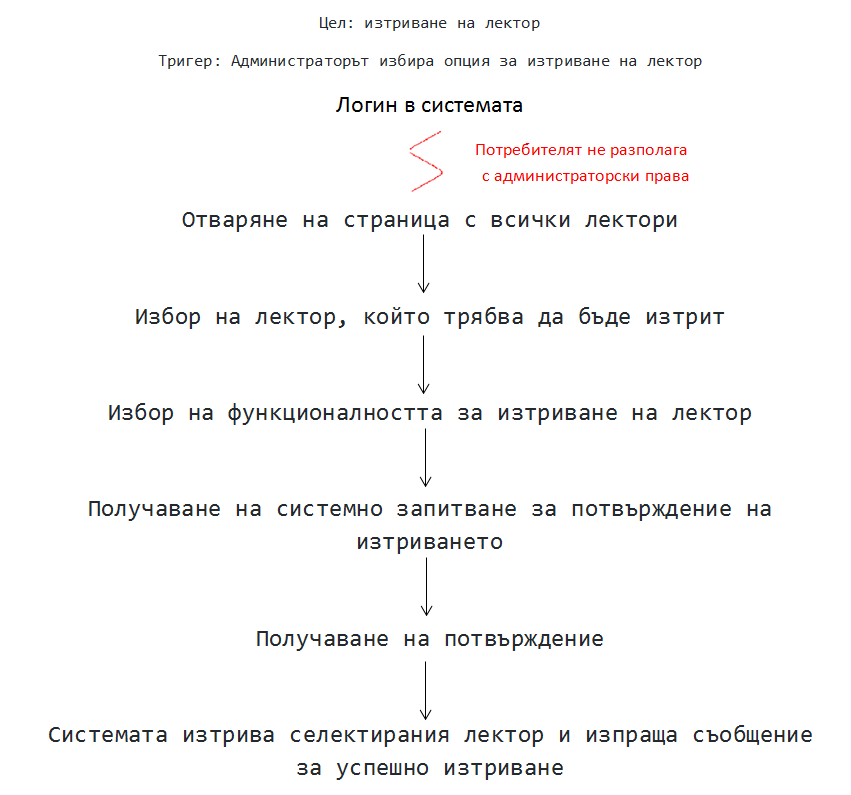 Цел: изтриване на лектор
Тригер: Администраторът избира опция за изтриване на лектор
Логин в системата
Потребителят не разполага
с администраторски права
Отваряне на страница с всички лектори
Избор на лектор, който трябва да бъде изтрит
Избор на функционалността за изтриване на лектор
Получаване на системно запитване за потвърждение на
изтриването
Получаване на потвърждение
Системата изтрива селектирания лектор и изпраща съобщение
за успешно изтриване